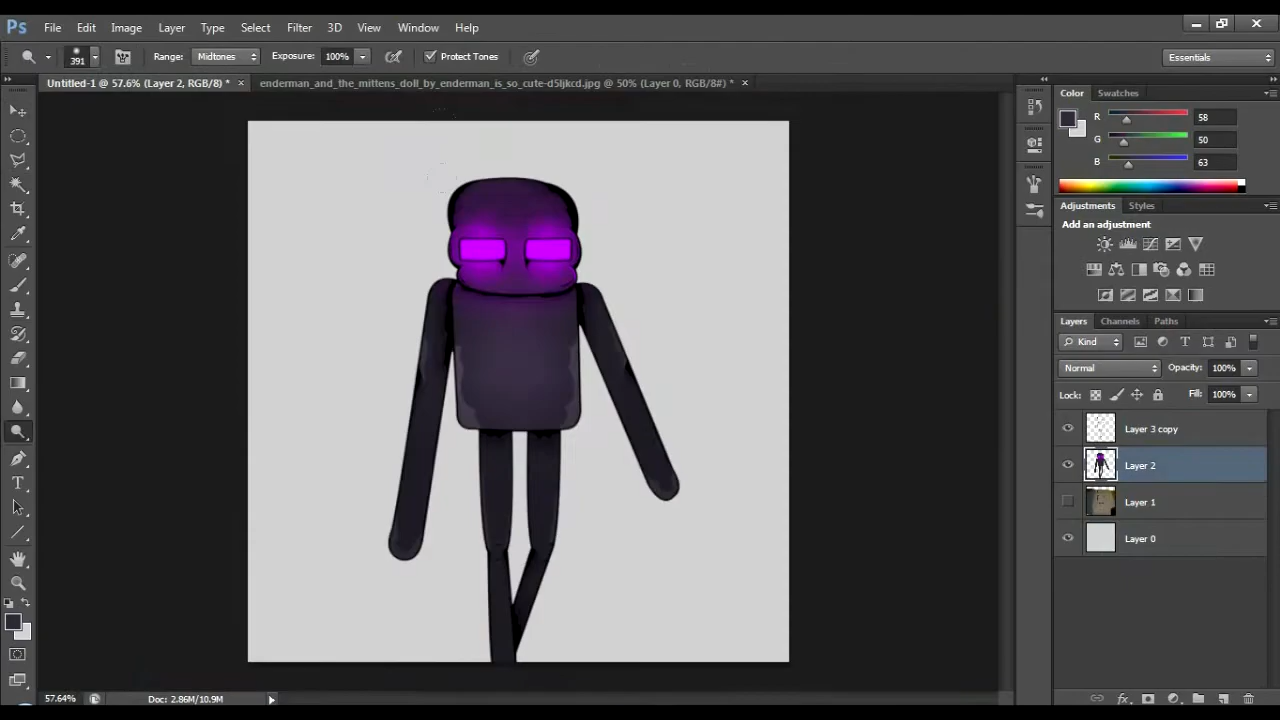 Ps File Edit Image Layer Type Select Filter 3D View Window Help
391 Range: Midtones Exposure: 100% Protect Tones Essentials
Untitled-1 @ 57.6% (Layer 2, RGB/8) * × enderman_and_the_mittens_doll_by_enderman_is_so_cute-d5ljkcd.jpg @ 50% (Layer 0, RGB/8#) * ×
Color Swatches
R 58
G 50
B 63
Adjustments Styles
Add an adjustment
Layers Channels Paths
Kind
Normal Opacity: 100%
Lock: Fill: 100%
Layer 3 copy
Layer 2
Layer 1
Layer 0
57.64% Doc: 2.86M/10.9M